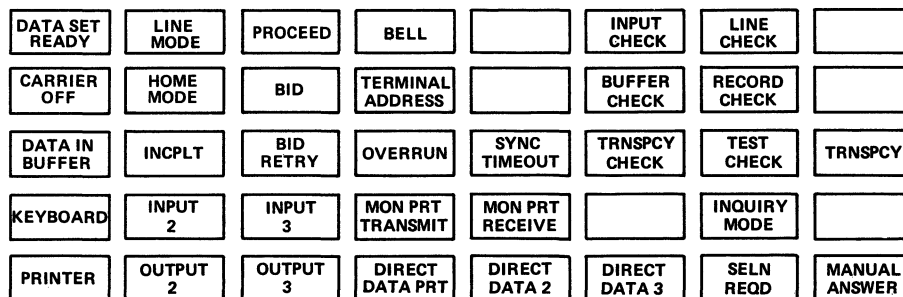 DATA SET READY
LINE MODE
PROCEED
BELL
INPUT CHECK
LINE CHECK
CARRIER OFF
HOME MODE
BID
TERMINAL ADDRESS
BUFFER CHECK
RECORD CHECK
DATA IN BUFFER
INCPLT
BID RETRY
OVERRUN
SYNC TIMEOUT
TRNSPCY CHECK
TEST CHECK
TRNSPCY
KEYBOARD
INPUT 2
INPUT 3
MON PRT TRANSMIT
MON PRT RECEIVE
INQUIRY MODE
PRINTER
OUTPUT 2
OUTPUT 3
DIRECT DATA PRT
DIRECT DATA 2
DIRECT DATA 3
SELN REQD
MANUAL ANSWER